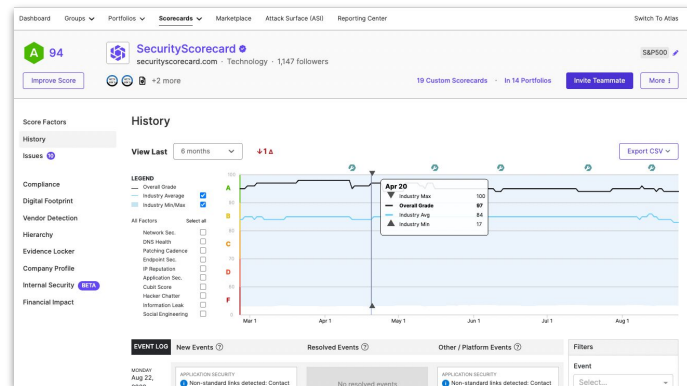 Dashboard Groups Portfolios Scorecards Marketplace Attack Surface (ASI) Reporting Center Switch To Atlas
A 94
SecurityScorecard
securityscorecard.com · Technology · 1,147 followers
S&P500
Improve Score
+2 more
19 Custom Scorecards · In 14 Portfolios
Invite Teammate
More
Score Factors
History
Issues 10
Compliance
Digital Footprint
Vendor Detection
Hierarchy
Evidence Locker
Company Profile
Internal Security BETA
Financial Impact
History
View Last 6 months
↓1
Export CSV
LEGEND
Overall Grade
Industry Average
Industry Min/Max
All Factors Select all
Network Sec.
DNS Health
Patching Cadence
Endpoint Sec.
IP Reputation
Application Sec.
Cubit Score
Hacker Chatter
Information Leak
Social Engineering
100
A
90
B
80
C
70
D
60
F
0
Apr 20
Industry Max 100
Overall Grade 97
Industry Avg 84
Industry Min 17
Mar 1 Apr 1 May 1 Jun 1 Jul 1 Aug 1
EVENT LOG New Events Resolved Events Other / Platform Events
Filters
Event
Select...
MONDAY
Aug 22,
APPLICATION SECURITY
Non-standard links detected: Contact
No resolved events
APPLICATION SECURITY
Non-standard links detected: Contact